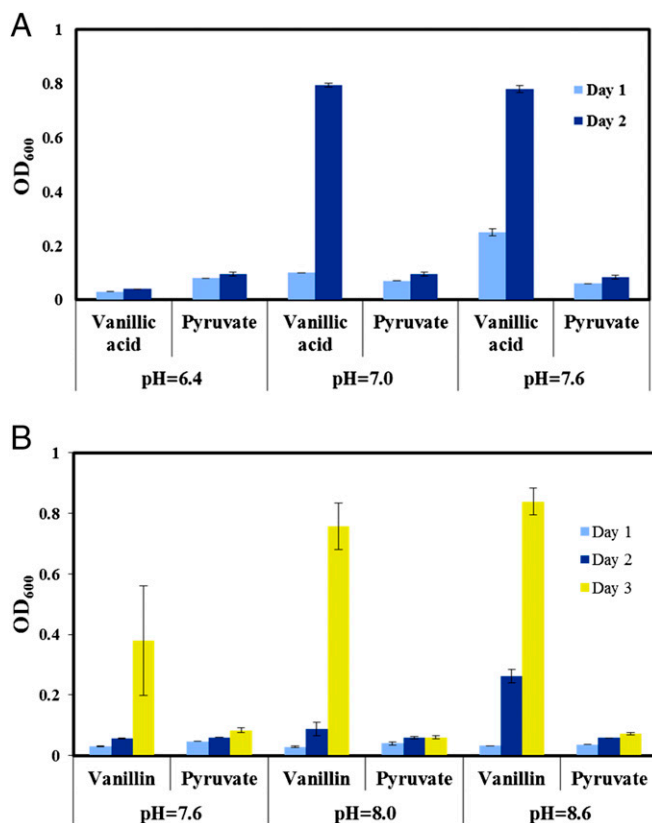 A
1
0.8
0.6
0.4
0.2
0
OD600
Day 1
Day 2
Vanillic acid
Pyruvate
Vanillic acid
Pyruvate
Vanillic acid
Pyruvate
pH=6.4
pH=7.0
pH=7.6
B
1
0.8
0.6
0.4
0.2
0
OD600
Day 1
Day 2
Day 3
Vanillin
Pyruvate
Vanillin
Pyruvate
Vanillin
Pyruvate
pH=7.6
pH=8.0
pH=8.6